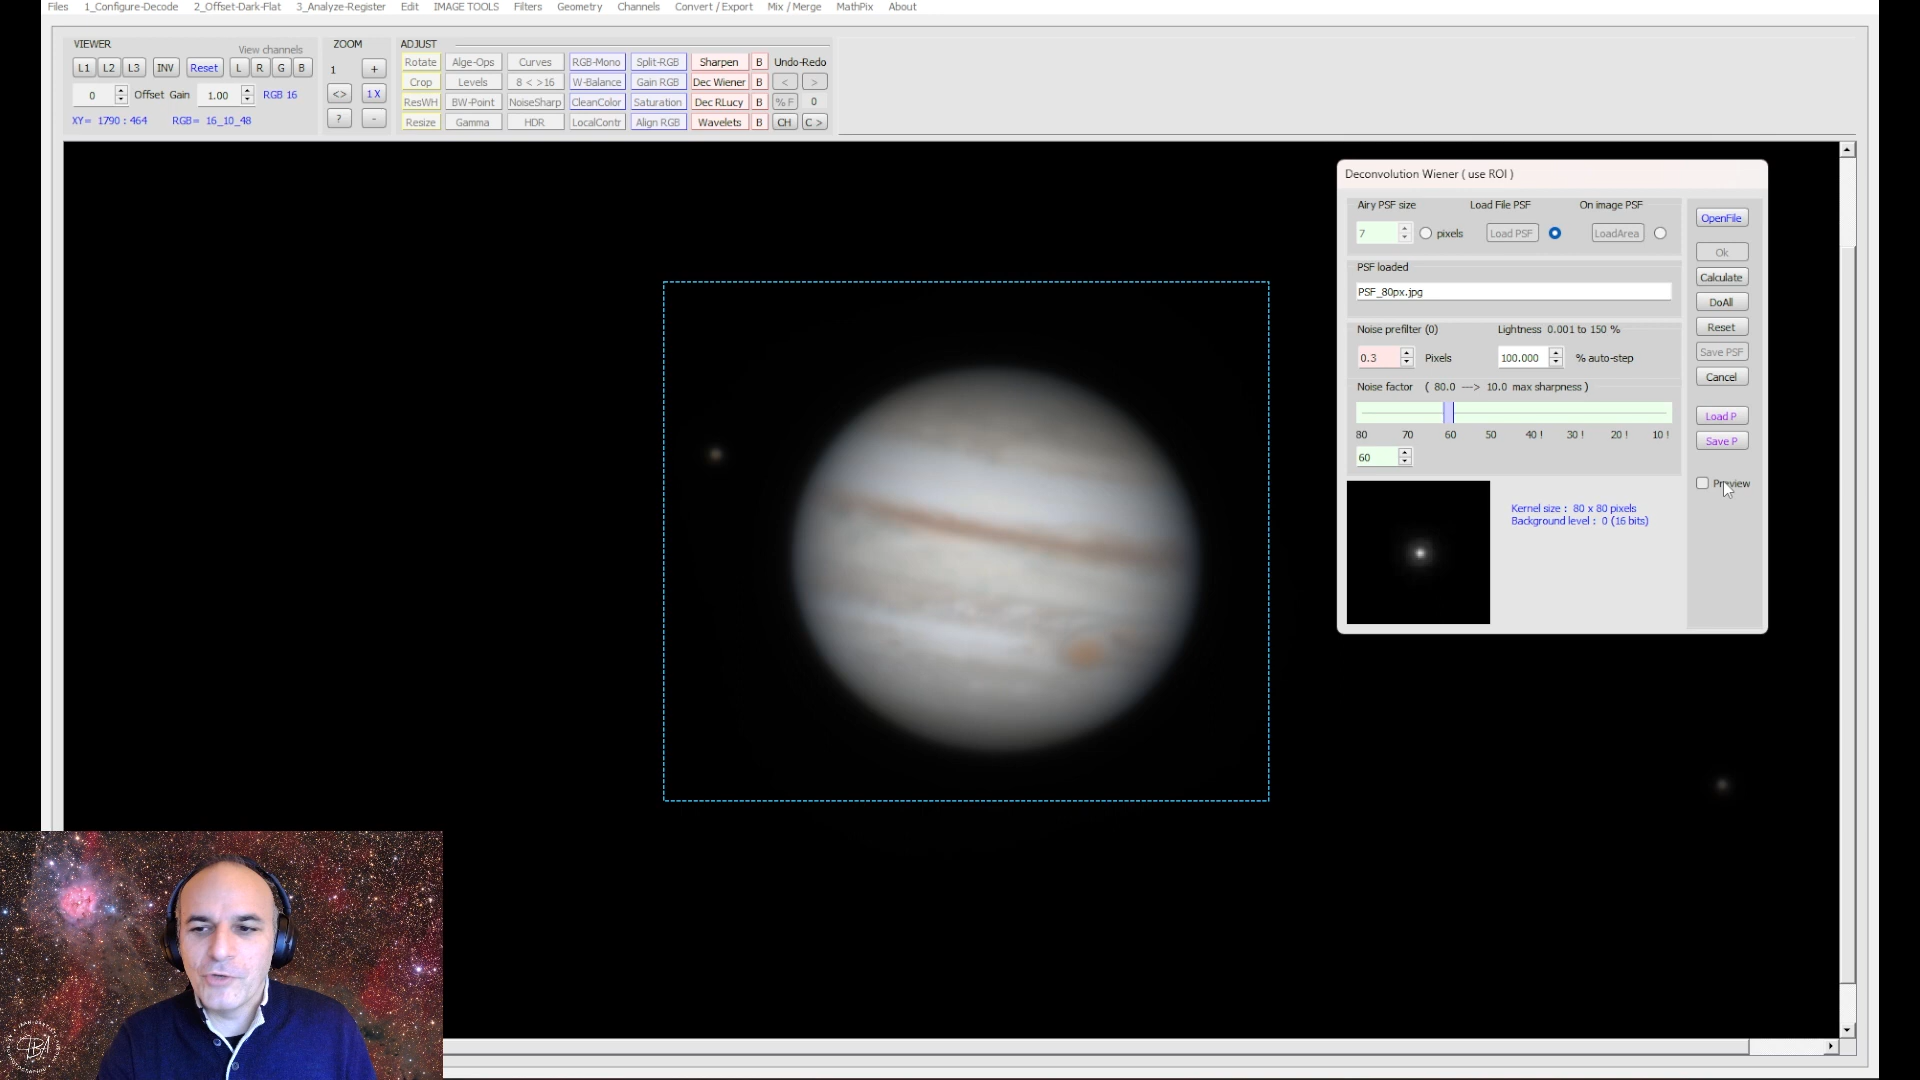 Files 1_Configure-Decode 2_Offset-Dark-Flat 3_Analyze-Register Edit IMAGE TOOLS Filters Geometry Channels Convert / Export Mix / Merge MathPix About
VIEWER
View channels
L1 L2 L3 INV Reset L R G B
0 Offset Gain 1.00 RGB 16
XY= 1790 : 464 RGB= 16_10_48
ZOOM
1 +
<> 1 X
? -
ADJUST
Rotate Alge-Ops Curves RGB-Mono Split-RGB Sharpen B Undo-Redo
Crop Levels 8 < >16 W-Balance Gain RGB Dec Wiener B < >
ResWH BW-Point NoiseSharp CleanColor Saturation Dec RLucy B % F 0
Resize Gamma HDR LocalContr Align RGB Wavelets B CH C >
Deconvolution Wiener ( use ROI )
Airy PSF size Load File PSF On image PSF
7 pixels Load PSF LoadArea
PSF loaded
PSF_80px.jpg
Noise prefilter (0) Lightness 0.001 to 150 %
0.3 Pixels 100.000 % auto-step
Noise factor ( 80.0 ---> 10.0 max sharpness )
80 70 60 50 40 ! 30 ! 20 ! 10 !
60
Kernel size : 80 x 80 pixels
Background level : 0 (16 bits)
OpenFile
Ok
Calculate
DoAll
Reset
Save PSF
Cancel
Load P
Save P
Preview